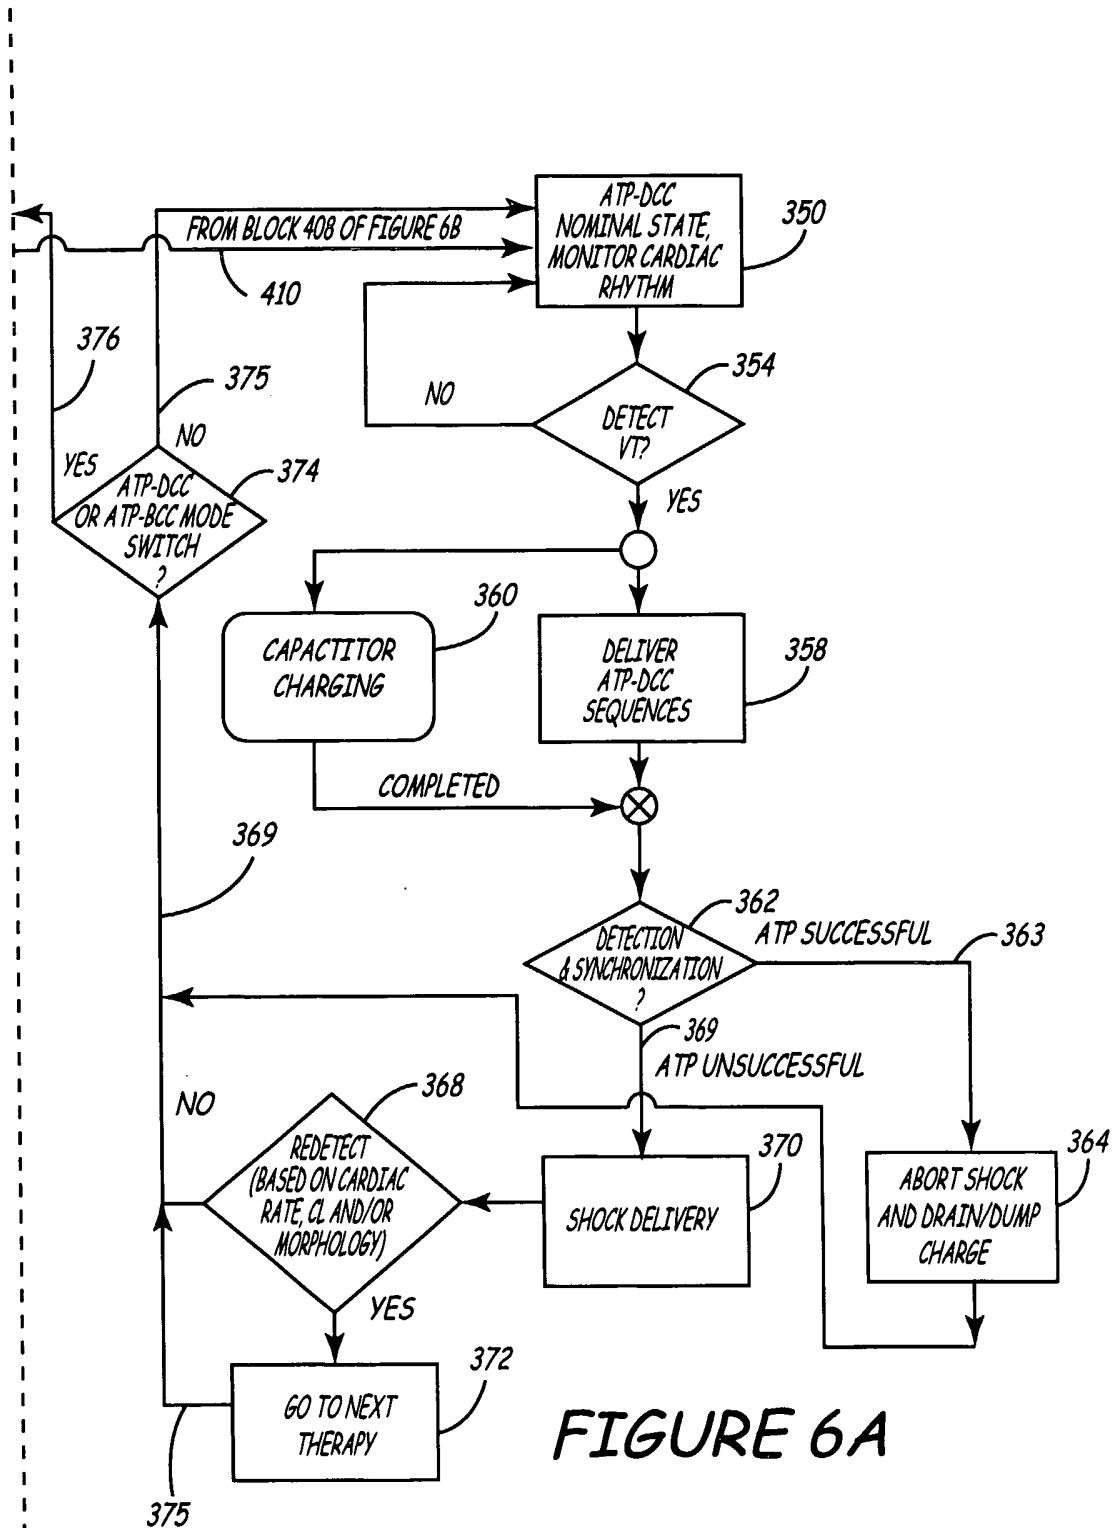 ATP-DCC
NOMINAL STATE,
MONITOR CARDIAC
RHYTHM
350
FROM BLOCK 408 OF FIGURE 6B
410
376
375
NO
354
DETECT
VT?
NO
YES
YES
374
ATP-DCC
OR ATP-BCC MODE
SWITCH
?
360
CAPACTITOR
CHARGING
DELIVER
ATP-DCC
SEQUENCES
358
COMPLETED
369
362
DETECTION
& SYNCHRONIZATION
?
ATP SUCCESSFUL
363
369
ATP UNSUCCESSFUL
NO
368
REDETECT
(BASED ON CARDIAC
RATE, CL AND/OR
MORPHOLOGY)
370
SHOCK DELIVERY
364
ABORT SHOCK
AND DRAIN/DUMP
CHARGE
YES
372
GO TO NEXT
THERAPY
375
FIGURE 6A